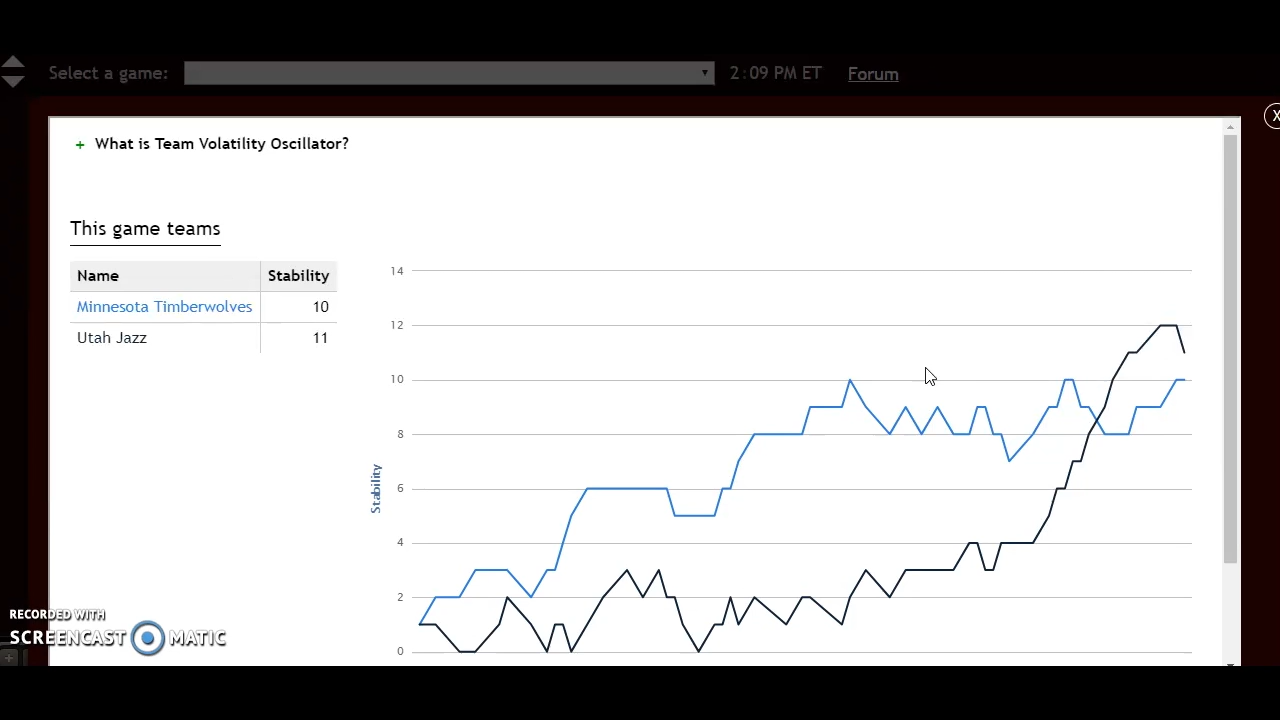 Select a game: 2:09 PM ET Forum
X
+ What is Team Volatility Oscillator?
This game teams
Name Stability
Minnesota Timberwolves 10
Utah Jazz 11
14
12
10
8
6
4
2
0
Stability
RECORDED WITH
SCREENCAST MATIC